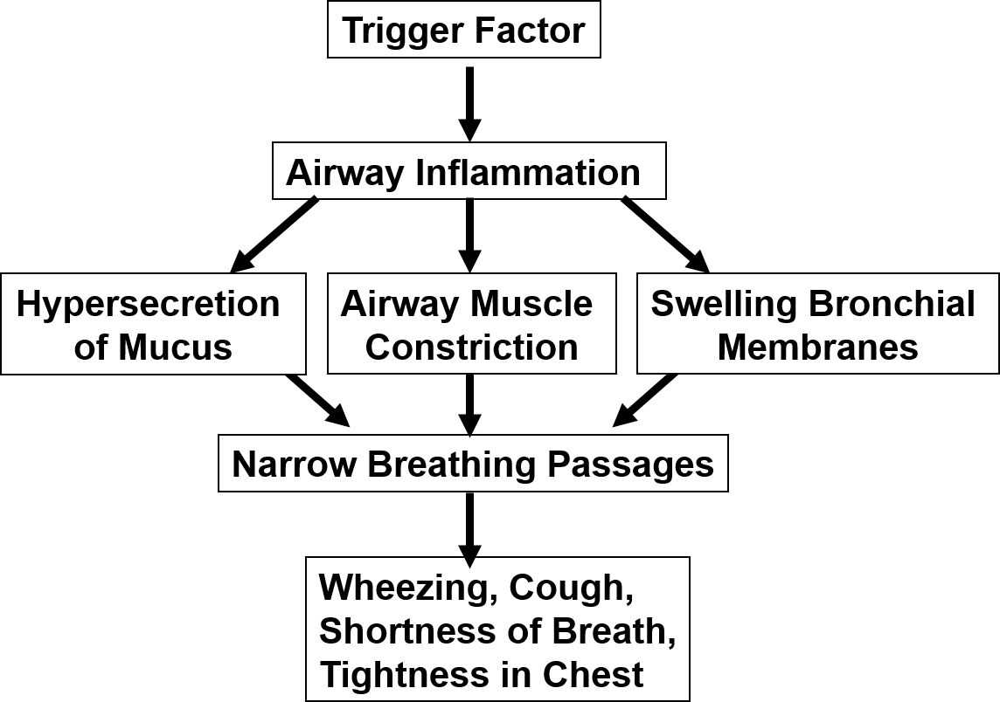 Trigger Factor
Airway Inflammation
Hypersecretion
of Mucus
Airway Muscle
Constriction
Swelling Bronchial
Membranes
Narrow Breathing Passages
Wheezing, Cough,
Shortness of Breath,
Tightness in Chest